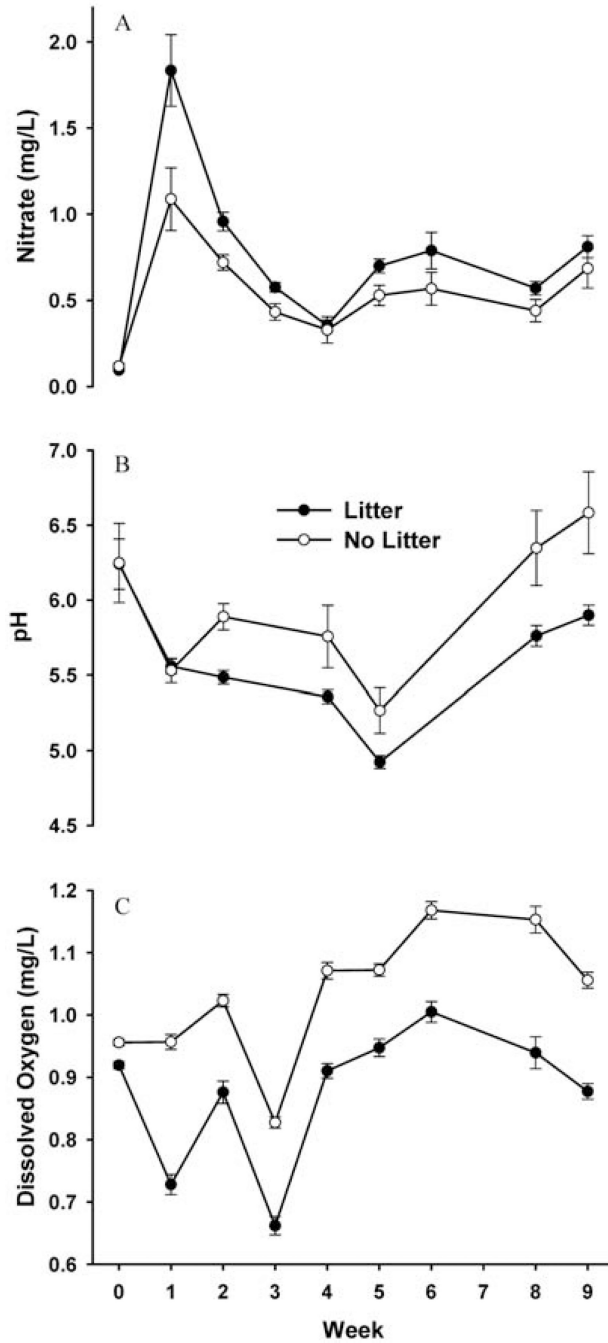 A
2.0
1.5
1.0
0.5
0.0
Nitrate (mg/L)
B
7.0
6.5
6.0
5.5
5.0
4.5
pH
Litter
No Litter
C
1.2
1.1
1.0
0.9
0.8
0.7
0.6
Dissolved Oxygen (mg/L)
0 1 2 3 4 5 6 7 8 9
Week